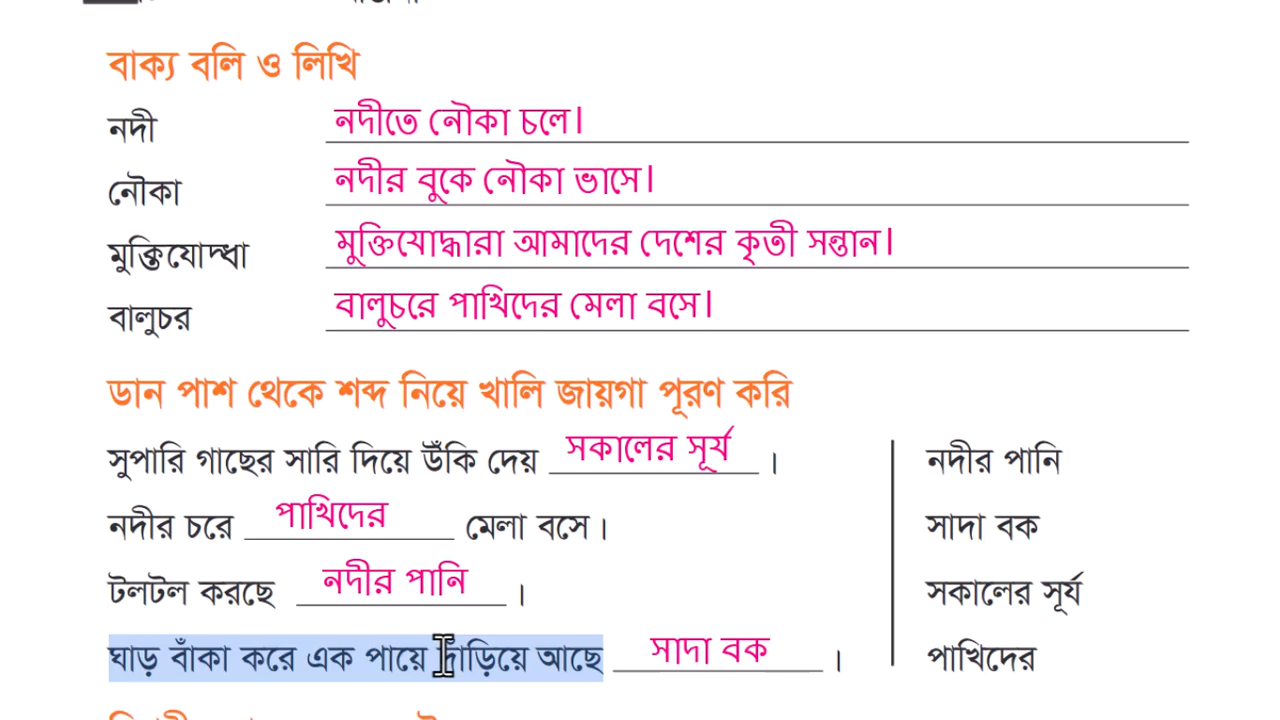 বাক্য বলি ও লিখি
নদী নদীতে নৌকা চলে।
নৌকা নদীর বুকে নৌকা ভাসে।
মুক্তিযোদ্ধা মুক্তিযোদ্ধারা আমাদের দেশের কৃতী সন্তান।
বালুচর বালুচরে পাখিদের মেলা বসে।
ডান পাশ থেকে শব্দ নিয়ে খালি জায়গা পূরণ করি
সুপারি গাছের সারি দিয়ে উঁকি দেয় সকালের সূর্য । নদীর পানি
নদীর চরে পাখিদের মেলা বসে। সাদা বক
টলটল করছে নদীর পানি । সকালের সূর্য
ঘাড় বাঁকা করে এক পায়ে দাঁড়িয়ে আছে সাদা বক । পাখিদের